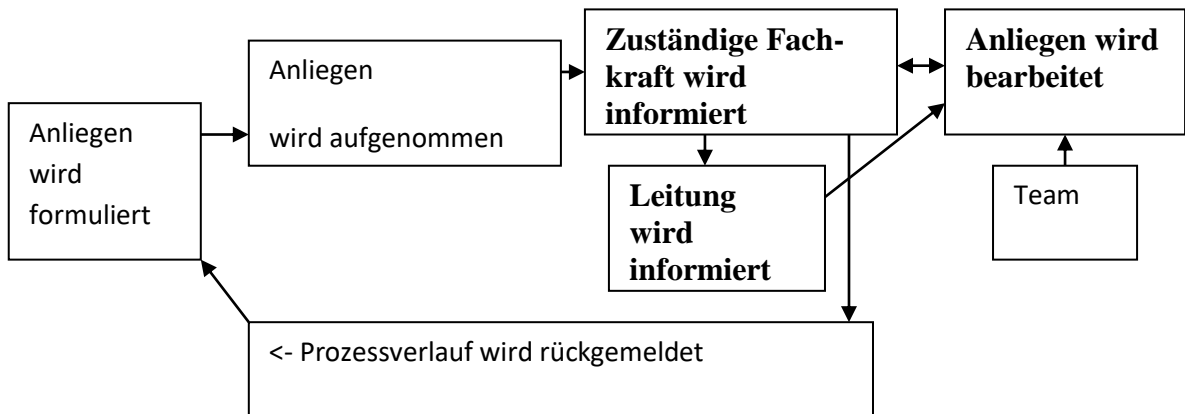 Anliegen
wird
formuliert
Anliegen
wird aufgenommen
Zuständige Fach-
kraft wird
informiert
Anliegen wird
bearbeitet
Leitung
wird
informiert
Team
<- Prozessverlauf wird rückgemeldet